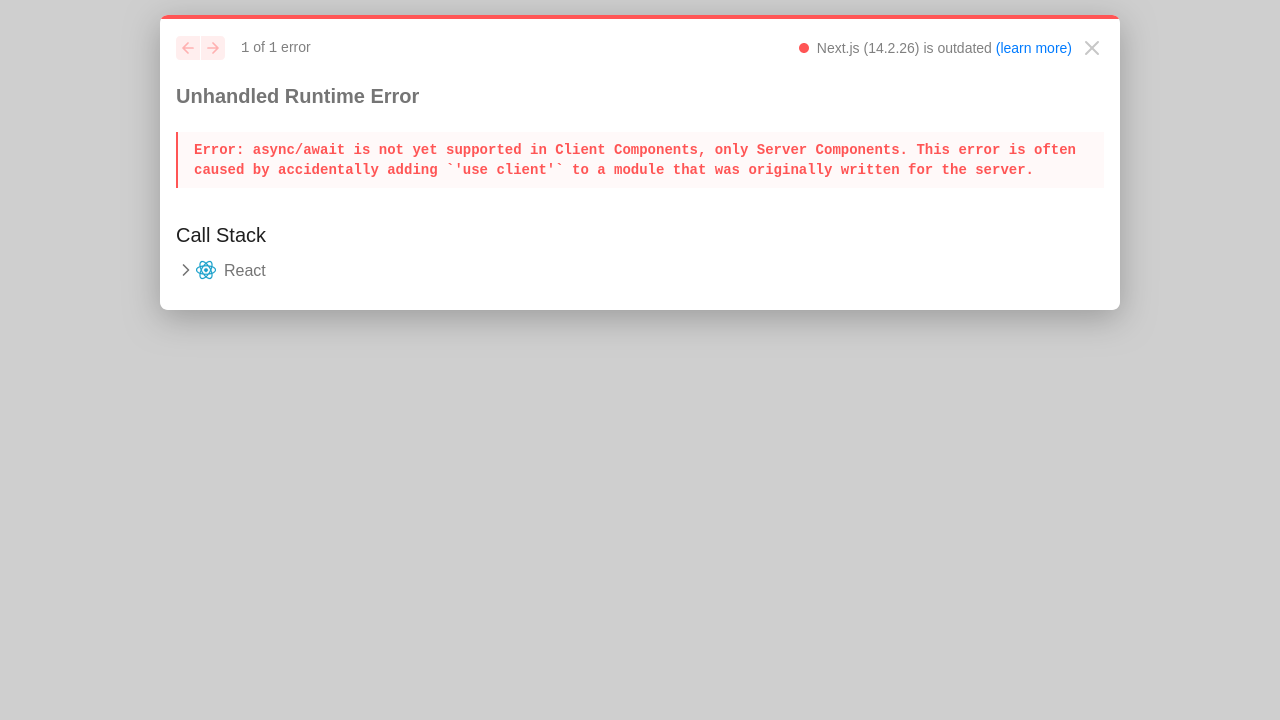 1 of 1 error
Next.js (14.2.26) is outdated (learn more)
Unhandled Runtime Error
Error: async/await is not yet supported in Client Components, only Server Components. This error is often
caused by accidentally adding `'use client'` to a module that was originally written for the server.
Call Stack
React